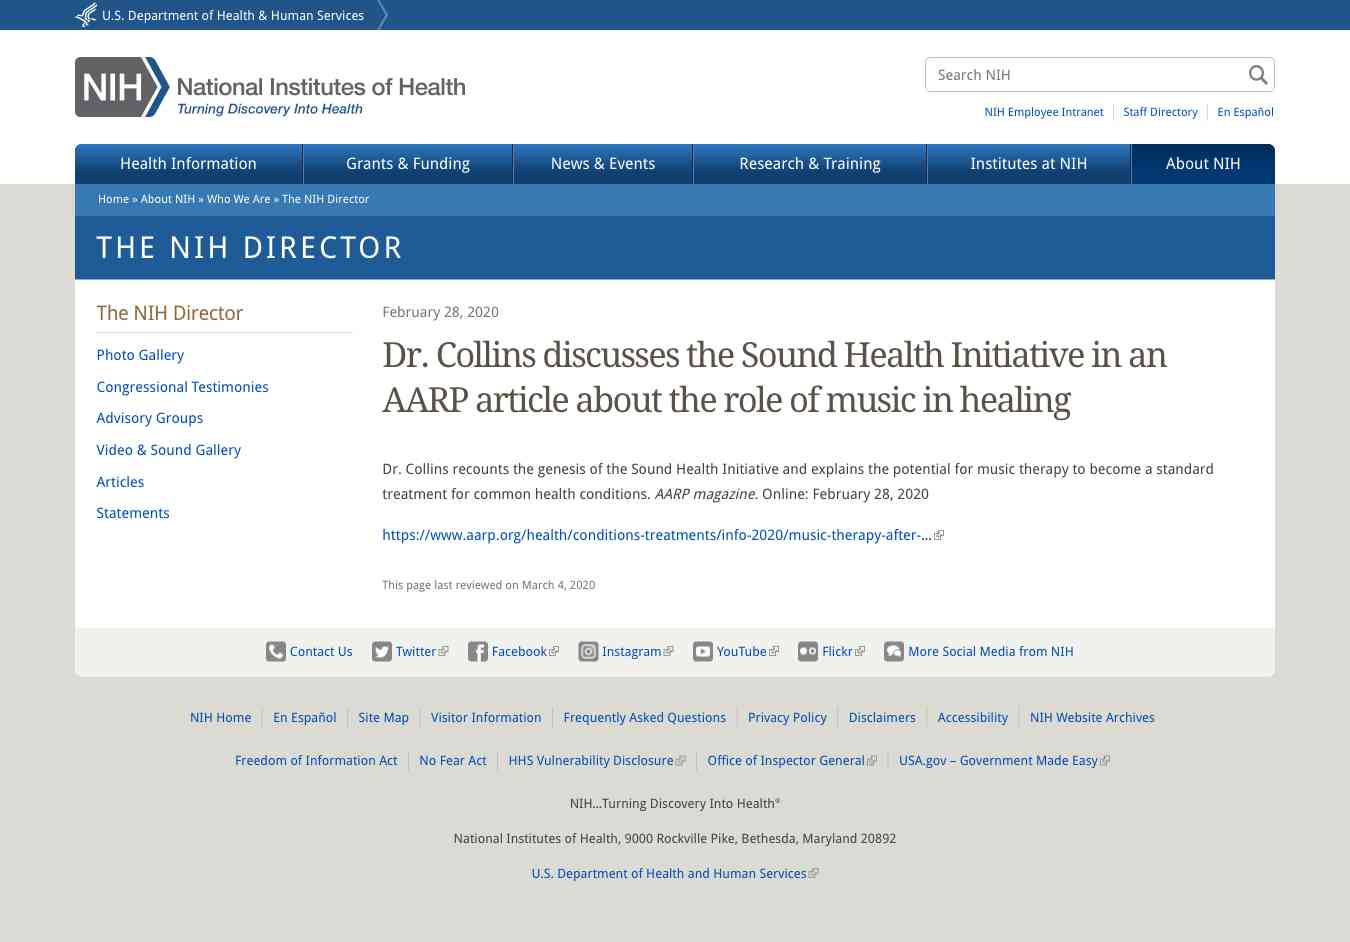 U.S. Department of Health & Human Services
NIH National Institutes of Health
Turning Discovery Into Health
Search NIH
NIH Employee Intranet Staff Directory En Español
Health Information Grants & Funding News & Events Research & Training Institutes at NIH About NIH
Home » About NIH » Who We Are » The NIH Director
THE NIH DIRECTOR
The NIH Director
Photo Gallery
Congressional Testimonies
Advisory Groups
Video & Sound Gallery
Articles
Statements
February 28, 2020
Dr. Collins discusses the Sound Health Initiative in an
AARP article about the role of music in healing
Dr. Collins recounts the genesis of the Sound Health Initiative and explains the potential for music therapy to become a standard
treatment for common health conditions. AARP magazine. Online: February 28, 2020
https://www.aarp.org/health/conditions-treatments/info-2020/music-therapy-after-...
This page last reviewed on March 4, 2020
Contact Us Twitter Facebook Instagram YouTube Flickr More Social Media from NIH
NIH Home En Español Site Map Visitor Information Frequently Asked Questions Privacy Policy Disclaimers Accessibility NIH Website Archives
Freedom of Information Act No Fear Act HHS Vulnerability Disclosure Office of Inspector General USA.gov – Government Made Easy
NIH...Turning Discovery Into Health®
National Institutes of Health, 9000 Rockville Pike, Bethesda, Maryland 20892
U.S. Department of Health and Human Services